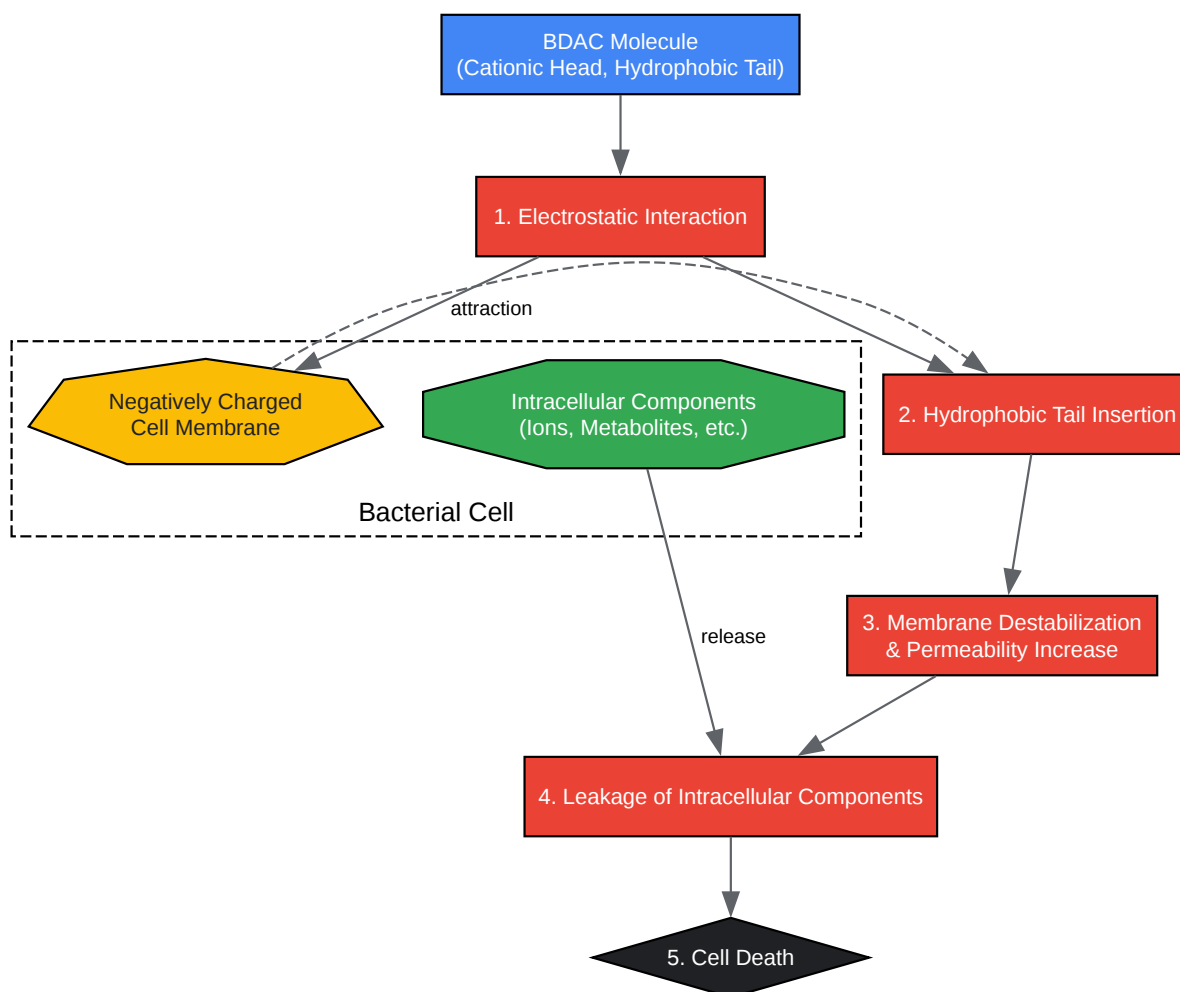 BDAC Molecule
(Cationic Head, Hydrophobic Tail)
1. Electrostatic Interaction
attraction
Negatively Charged
Cell Membrane
Intracellular Components
(Ions, Metabolites, etc.)
2. Hydrophobic Tail Insertion
Bacterial Cell
3. Membrane Destabilization
& Permeability Increase
release
4. Leakage of Intracellular Components
5. Cell Death